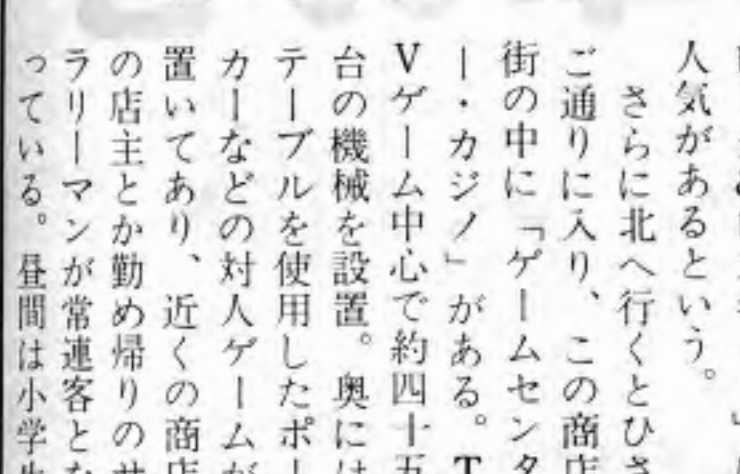 人気があるという。
さらに北へ行くとひさ
ご通りに入り、この商店
街の中に「ゲームセンタ
ー・カジノ」がある。T
Vゲーム中心で約四十五
台の機械を設置。奥には
テーブルを使用したポー
カーなどの対人ゲームが
置いてあり、近くの商店
の店主とか勤め帰りのサ
ラリーマンが常連客とな
っている。昼間は小学生